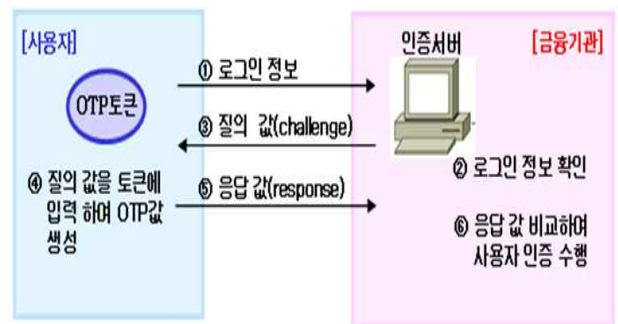 [사용자]
OTP토큰
④ 질의 값을 토큰에
입력 하여 OTP값
생성
① 로그인 정보
③ 질의 값(challenge)
⑤ 응답 값(response)
인증서버
[금융기관]
② 로그인 정보 확인
⑥ 응답 값 비교하여
사용자 인증 수행